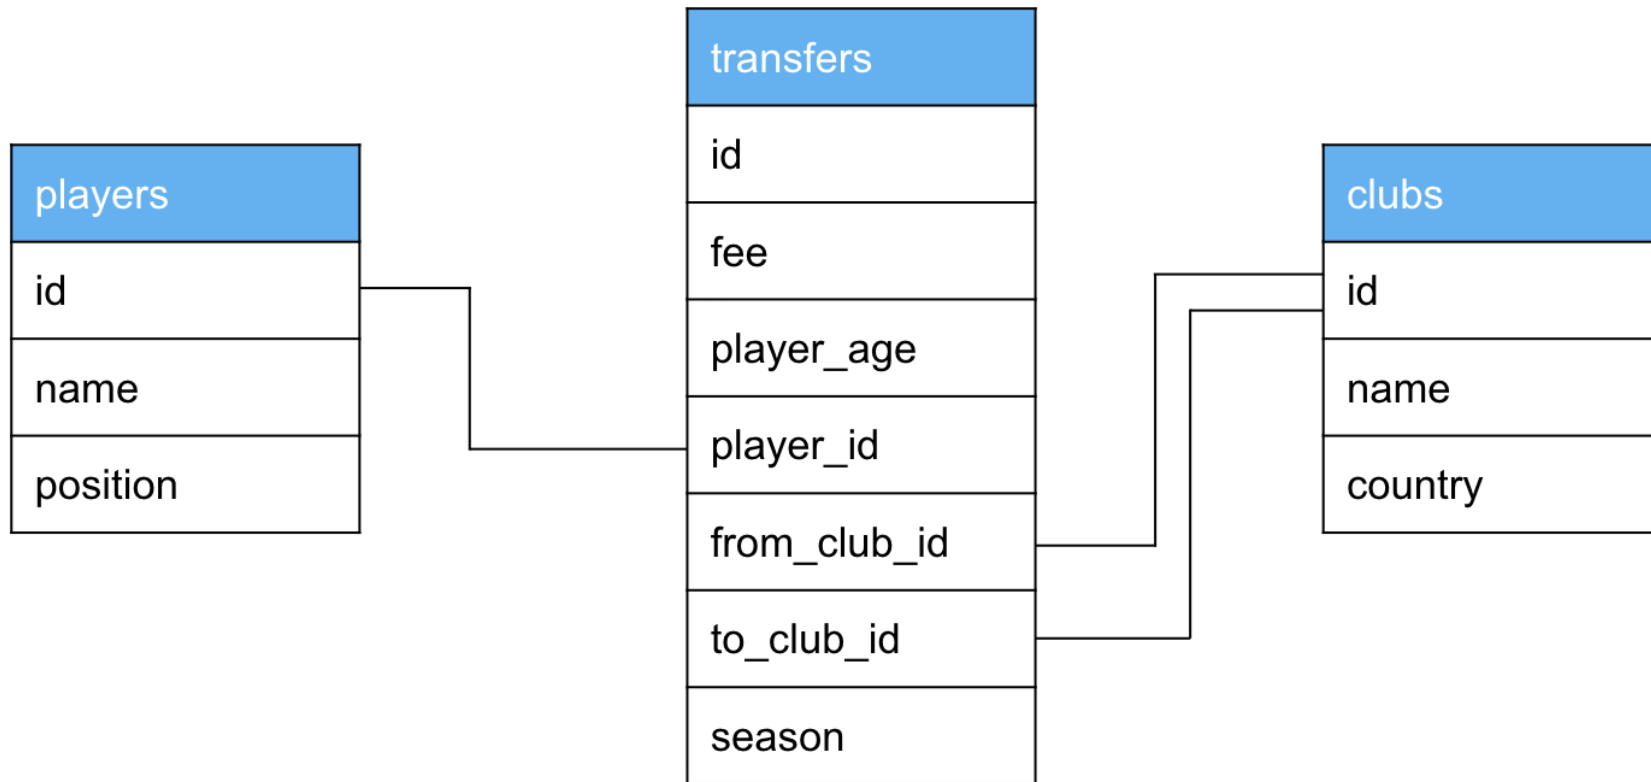 players
id
name
position
transfers
id
fee
player_age
player_id
from_club_id
to_club_id
season
clubs
id
name
country